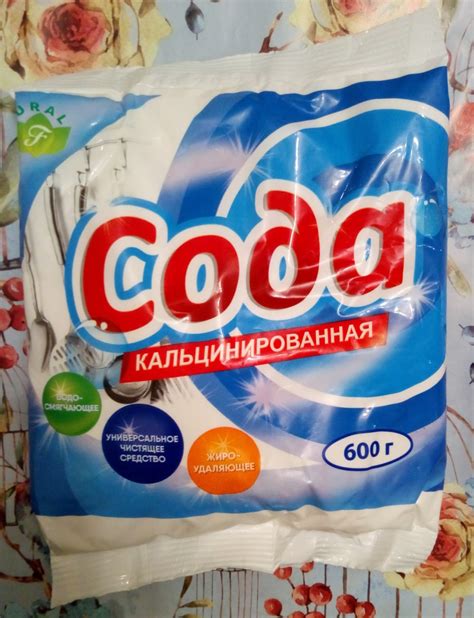 URAL
F
Сода
КАЛЬЦИНИРОВАННАЯ
ВОДО-
СМЯГЧАЮЩЕЕ
УНИВЕРСАЛЬНОЕ
ЧИСТЯЩЕЕ
СРЕДСТВО
ЖИРО-
УДАЛЯЮЩЕЕ
600 г